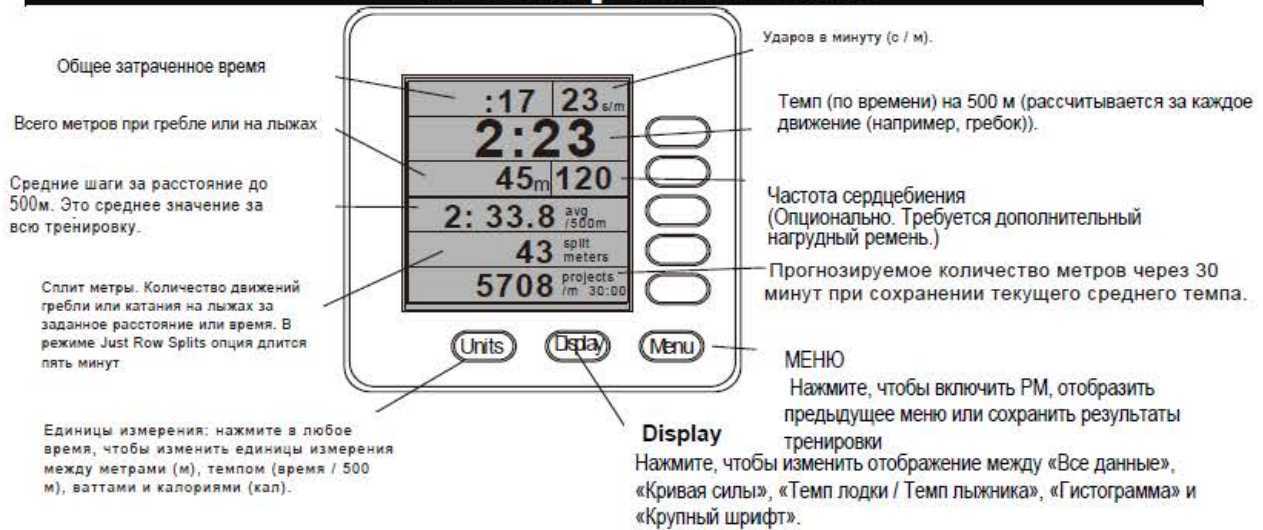 Общее затраченное время
Всего метров при гребле или на лыжах
Средние шаги за расстояние до
500м. Это среднее значение за
всю тренировку.
Сплит метры. Количество движений
гребли или катания на лыжах за
заданное расстояние или время. В
режиме Just Row Splits опция длится
пять минут
Единицы измерения: нажмите в любое
время, чтобы изменить единицы измерения
между метрами (м), темпом (время / 500
м), ваттами и калориями (кал).
:17 23 s/m
2:23
45m 120
2: 33.8 avg /500m
43 split meters
5708 projects /m 30:00
Units Display Menu
Ударов в минуту (с / м).
Темп (по времени) на 500 м (рассчитывается за каждое
движение (например, гребок)).
Частота сердцебиения
(Опционально. Требуется дополнительный
нагрудный ремень.)
Прогнозируемое количество метров через 30
минут при сохранении текущего среднего темпа.
МЕНЮ
Нажмите, чтобы включить PM, отобразить
предыдущее меню или сохранить результаты
тренировки
Display
Нажмите, чтобы изменить отображение между «Все данные»,
«Кривая силы», «Темп лодки / Темп лыжника», «Гистограмма» и
«Крупный шрифт».